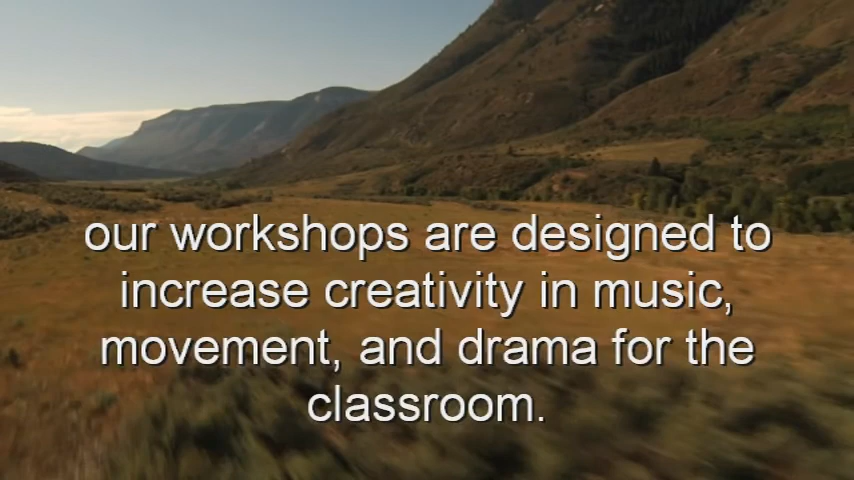 our workshops are designed to
increase creativity in music,
movement, and drama for the
classroom.